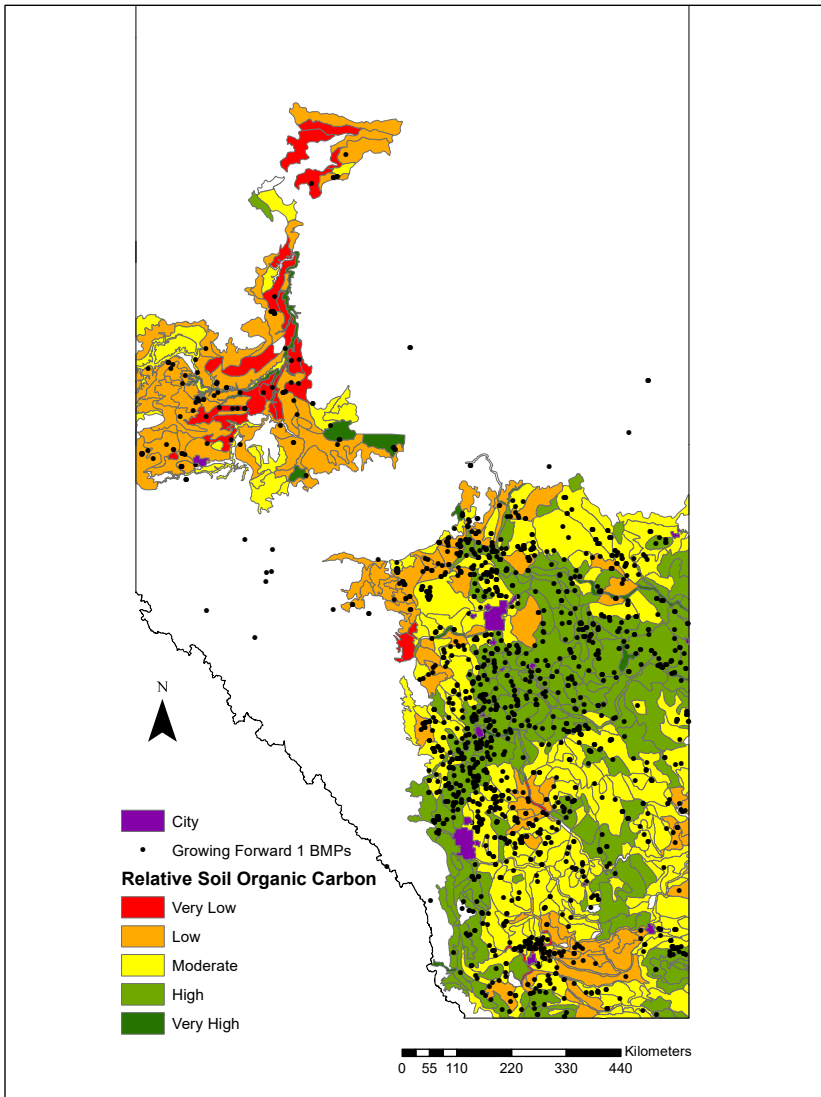 N
City
Growing Forward 1 BMPs
Relative Soil Organic Carbon
Very Low
Low
Moderate
High
Very High
Kilometers
0 55 110 220 330 440